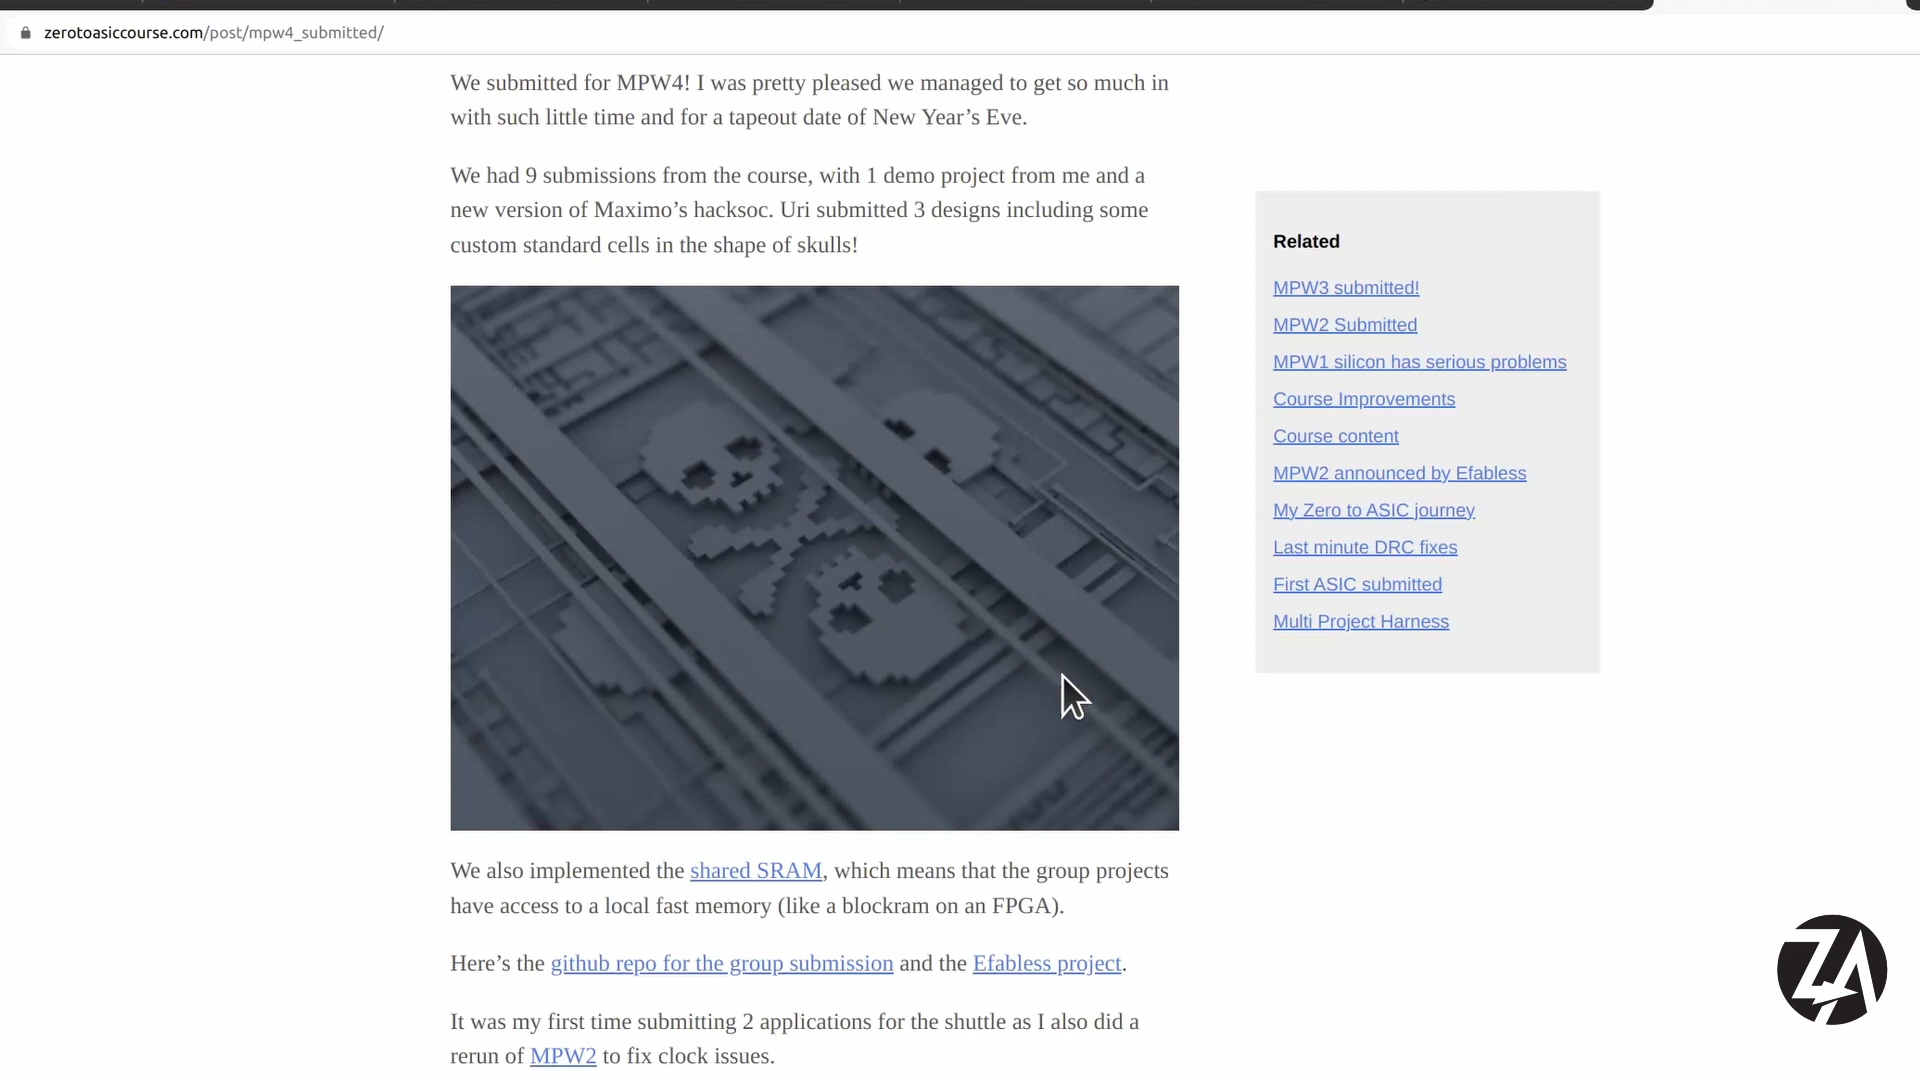 zerotoasiccourse.com/post/mpw4_submitted/
We submitted for MPW4! I was pretty pleased we managed to get so much in
with such little time and for a tapeout date of New Year’s Eve.
We had 9 submissions from the course, with 1 demo project from me and a
new version of Maximo’s hacksoc. Uri submitted 3 designs including some
custom standard cells in the shape of skulls!
We also implemented the shared SRAM, which means that the group projects
have access to a local fast memory (like a blockram on an FPGA).
Here’s the github repo for the group submission and the Efabless project.
It was my first time submitting 2 applications for the shuttle as I also did a
rerun of MPW2 to fix clock issues.
Related
MPW3 submitted!
MPW2 Submitted
MPW1 silicon has serious problems
Course Improvements
Course content
MPW2 announced by Efabless
My Zero to ASIC journey
Last minute DRC fixes
First ASIC submitted
Multi Project Harness
ZA